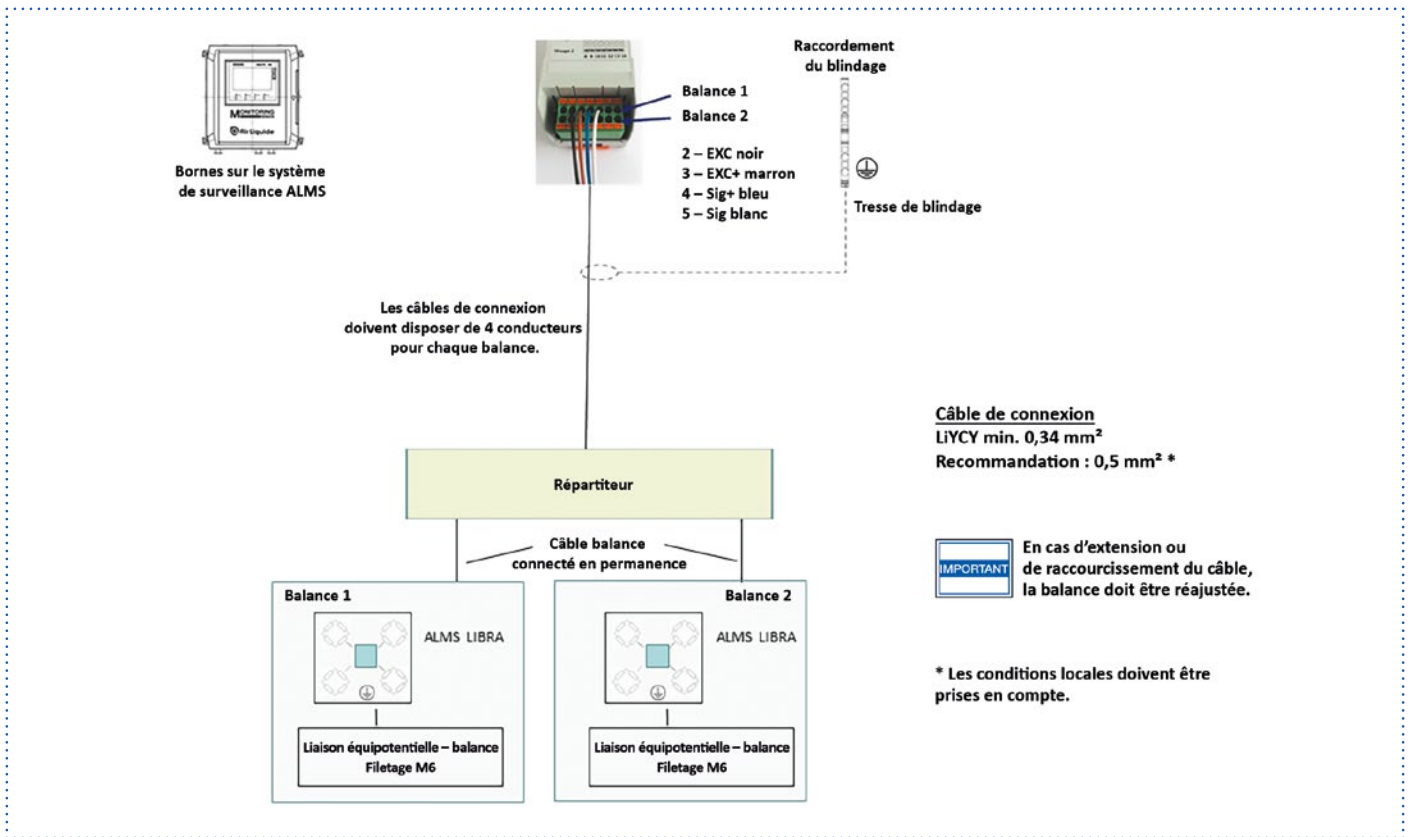 MONITORING
Air Liquide
Bornes sur le système
de surveillance ALMS
Balance 1
Balance 2
2 – EXC noir
3 – EXC+ marron
4 – Sig+ bleu
5 – Sig blanc
Raccordement
du blindage
Tresse de blindage
Les câbles de connexion
doivent disposer de 4 conducteurs
pour chaque balance.
Câble de connexion
LiYCY min. 0,34 mm²
Recommandation : 0,5 mm² *
Répartiteur
Câble balance
connecté en permanence
IMPORTANT
En cas d’extension ou
de raccourcissement du câble,
la balance doit être réajustée.
Balance 1
ALMS LIBRA
Liaison équipotentielle – balance
Filetage M6
Balance 2
ALMS LIBRA
Liaison équipotentielle – balance
Filetage M6
* Les conditions locales doivent être
prises en compte.